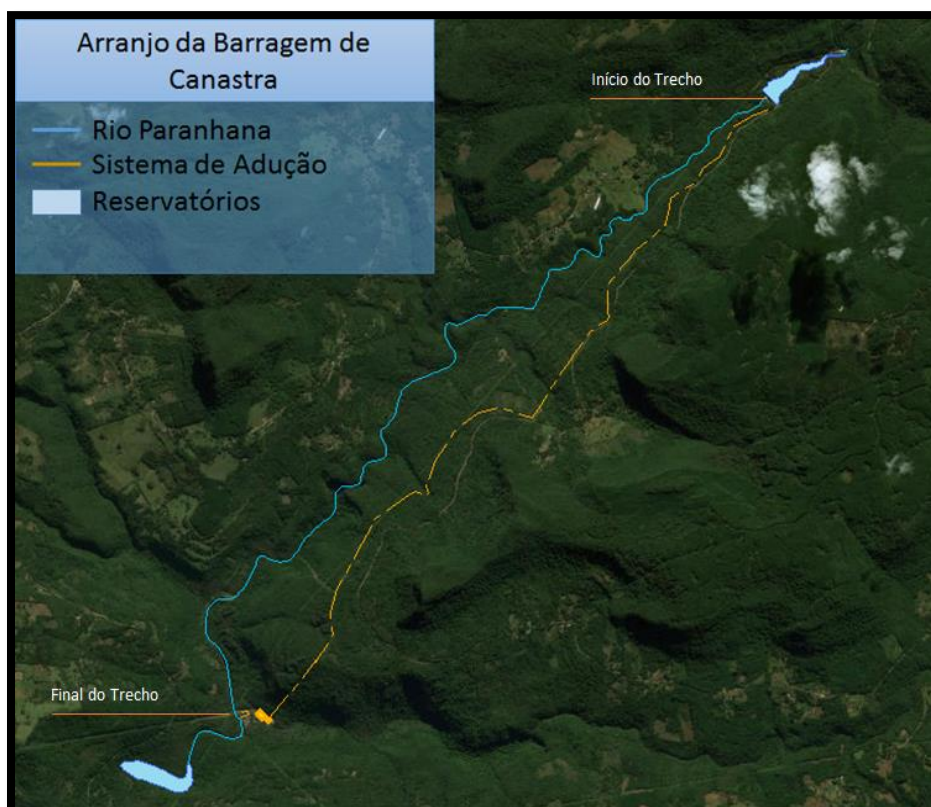 Arranjo da Barragem de
Canastra
Rio Paranhana
Sistema de Adução
Reservatórios
Início do Trecho
Final do Trecho